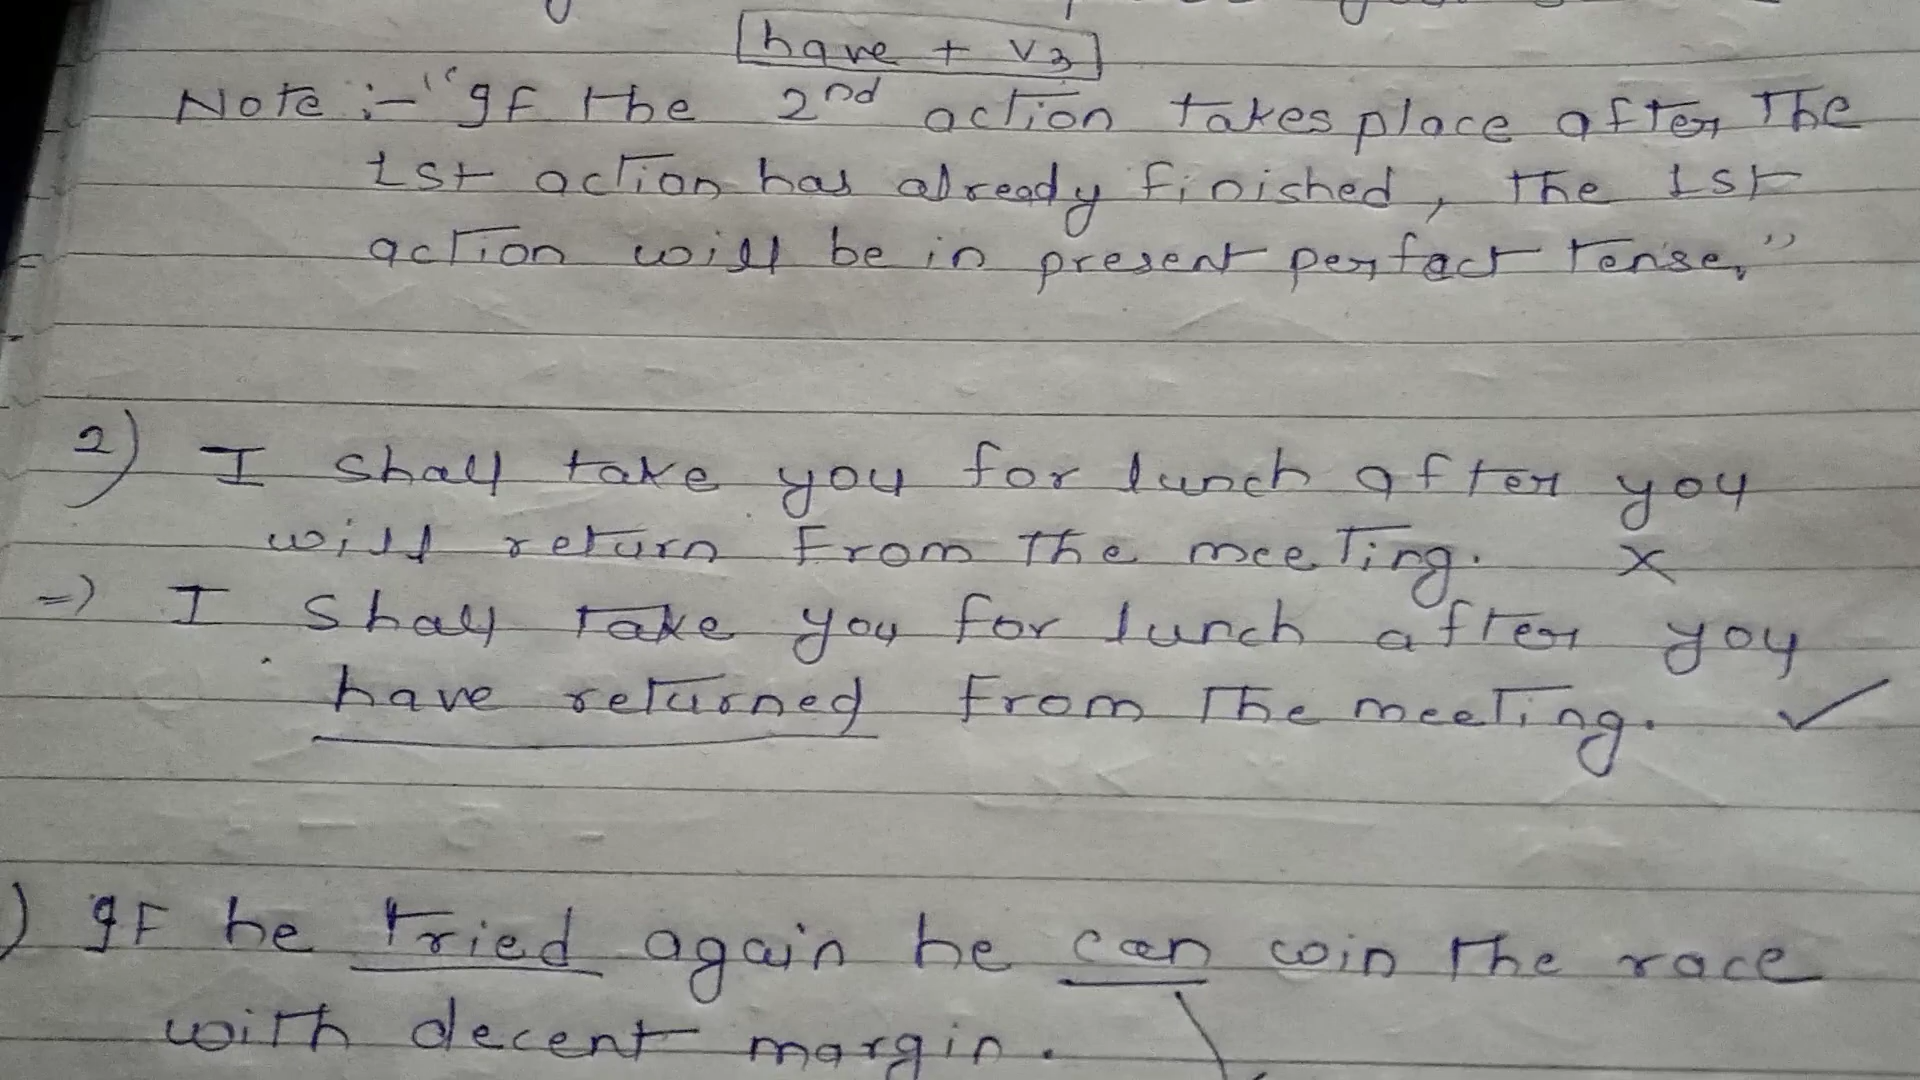 have + V3
Note :- "If the 2nd action takes place after the
1st action has already finished, the 1st
action will be in present perfact tense."
2) I shall take you for lunch after you
will return from the meeting. x
=> I shall take you for lunch after you
have returned from the meeting. ✓
) If he tried again he can win the race
with decent margin.